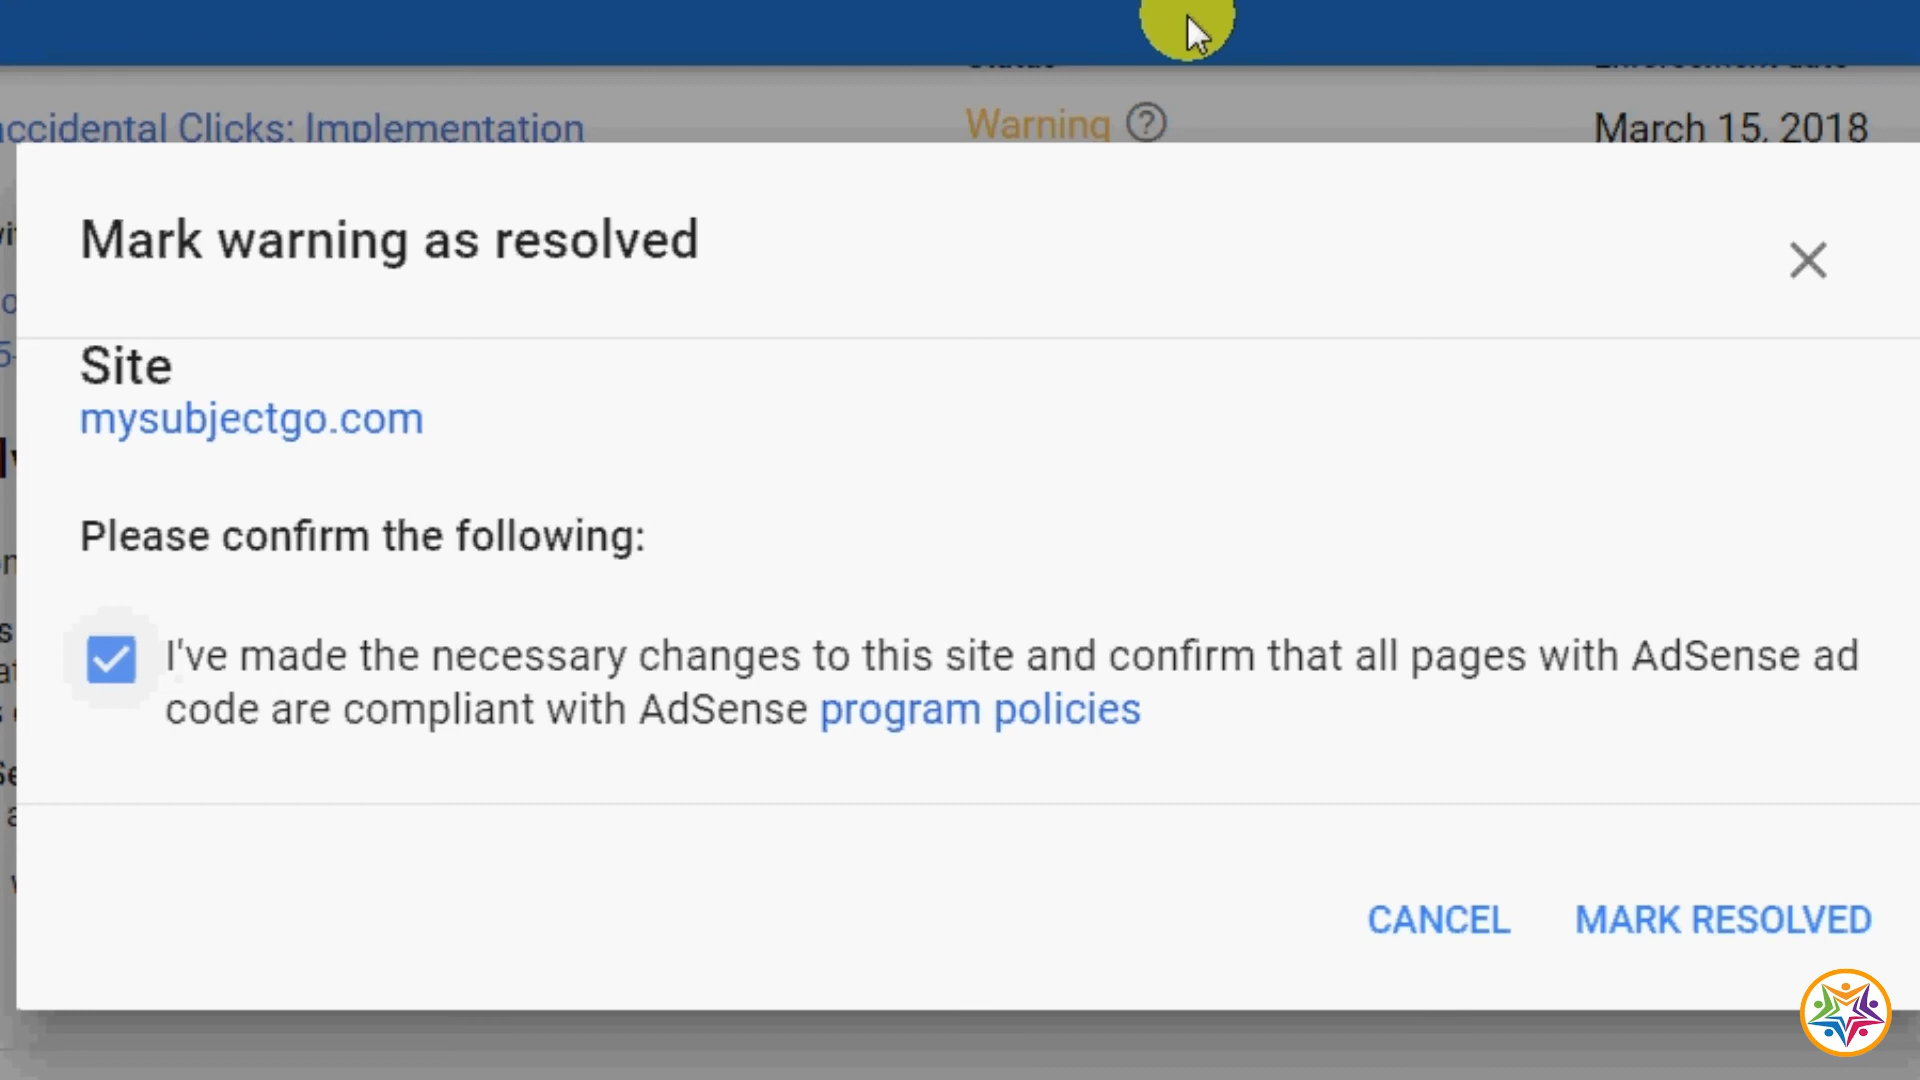 accidental Clicks: Implementation Warning ? March 15, 2018
Mark warning as resolved
Site
mysubjectgo.com
Please confirm the following:
I've made the necessary changes to this site and confirm that all pages with AdSense ad
code are compliant with AdSense program policies
CANCEL MARK RESOLVED